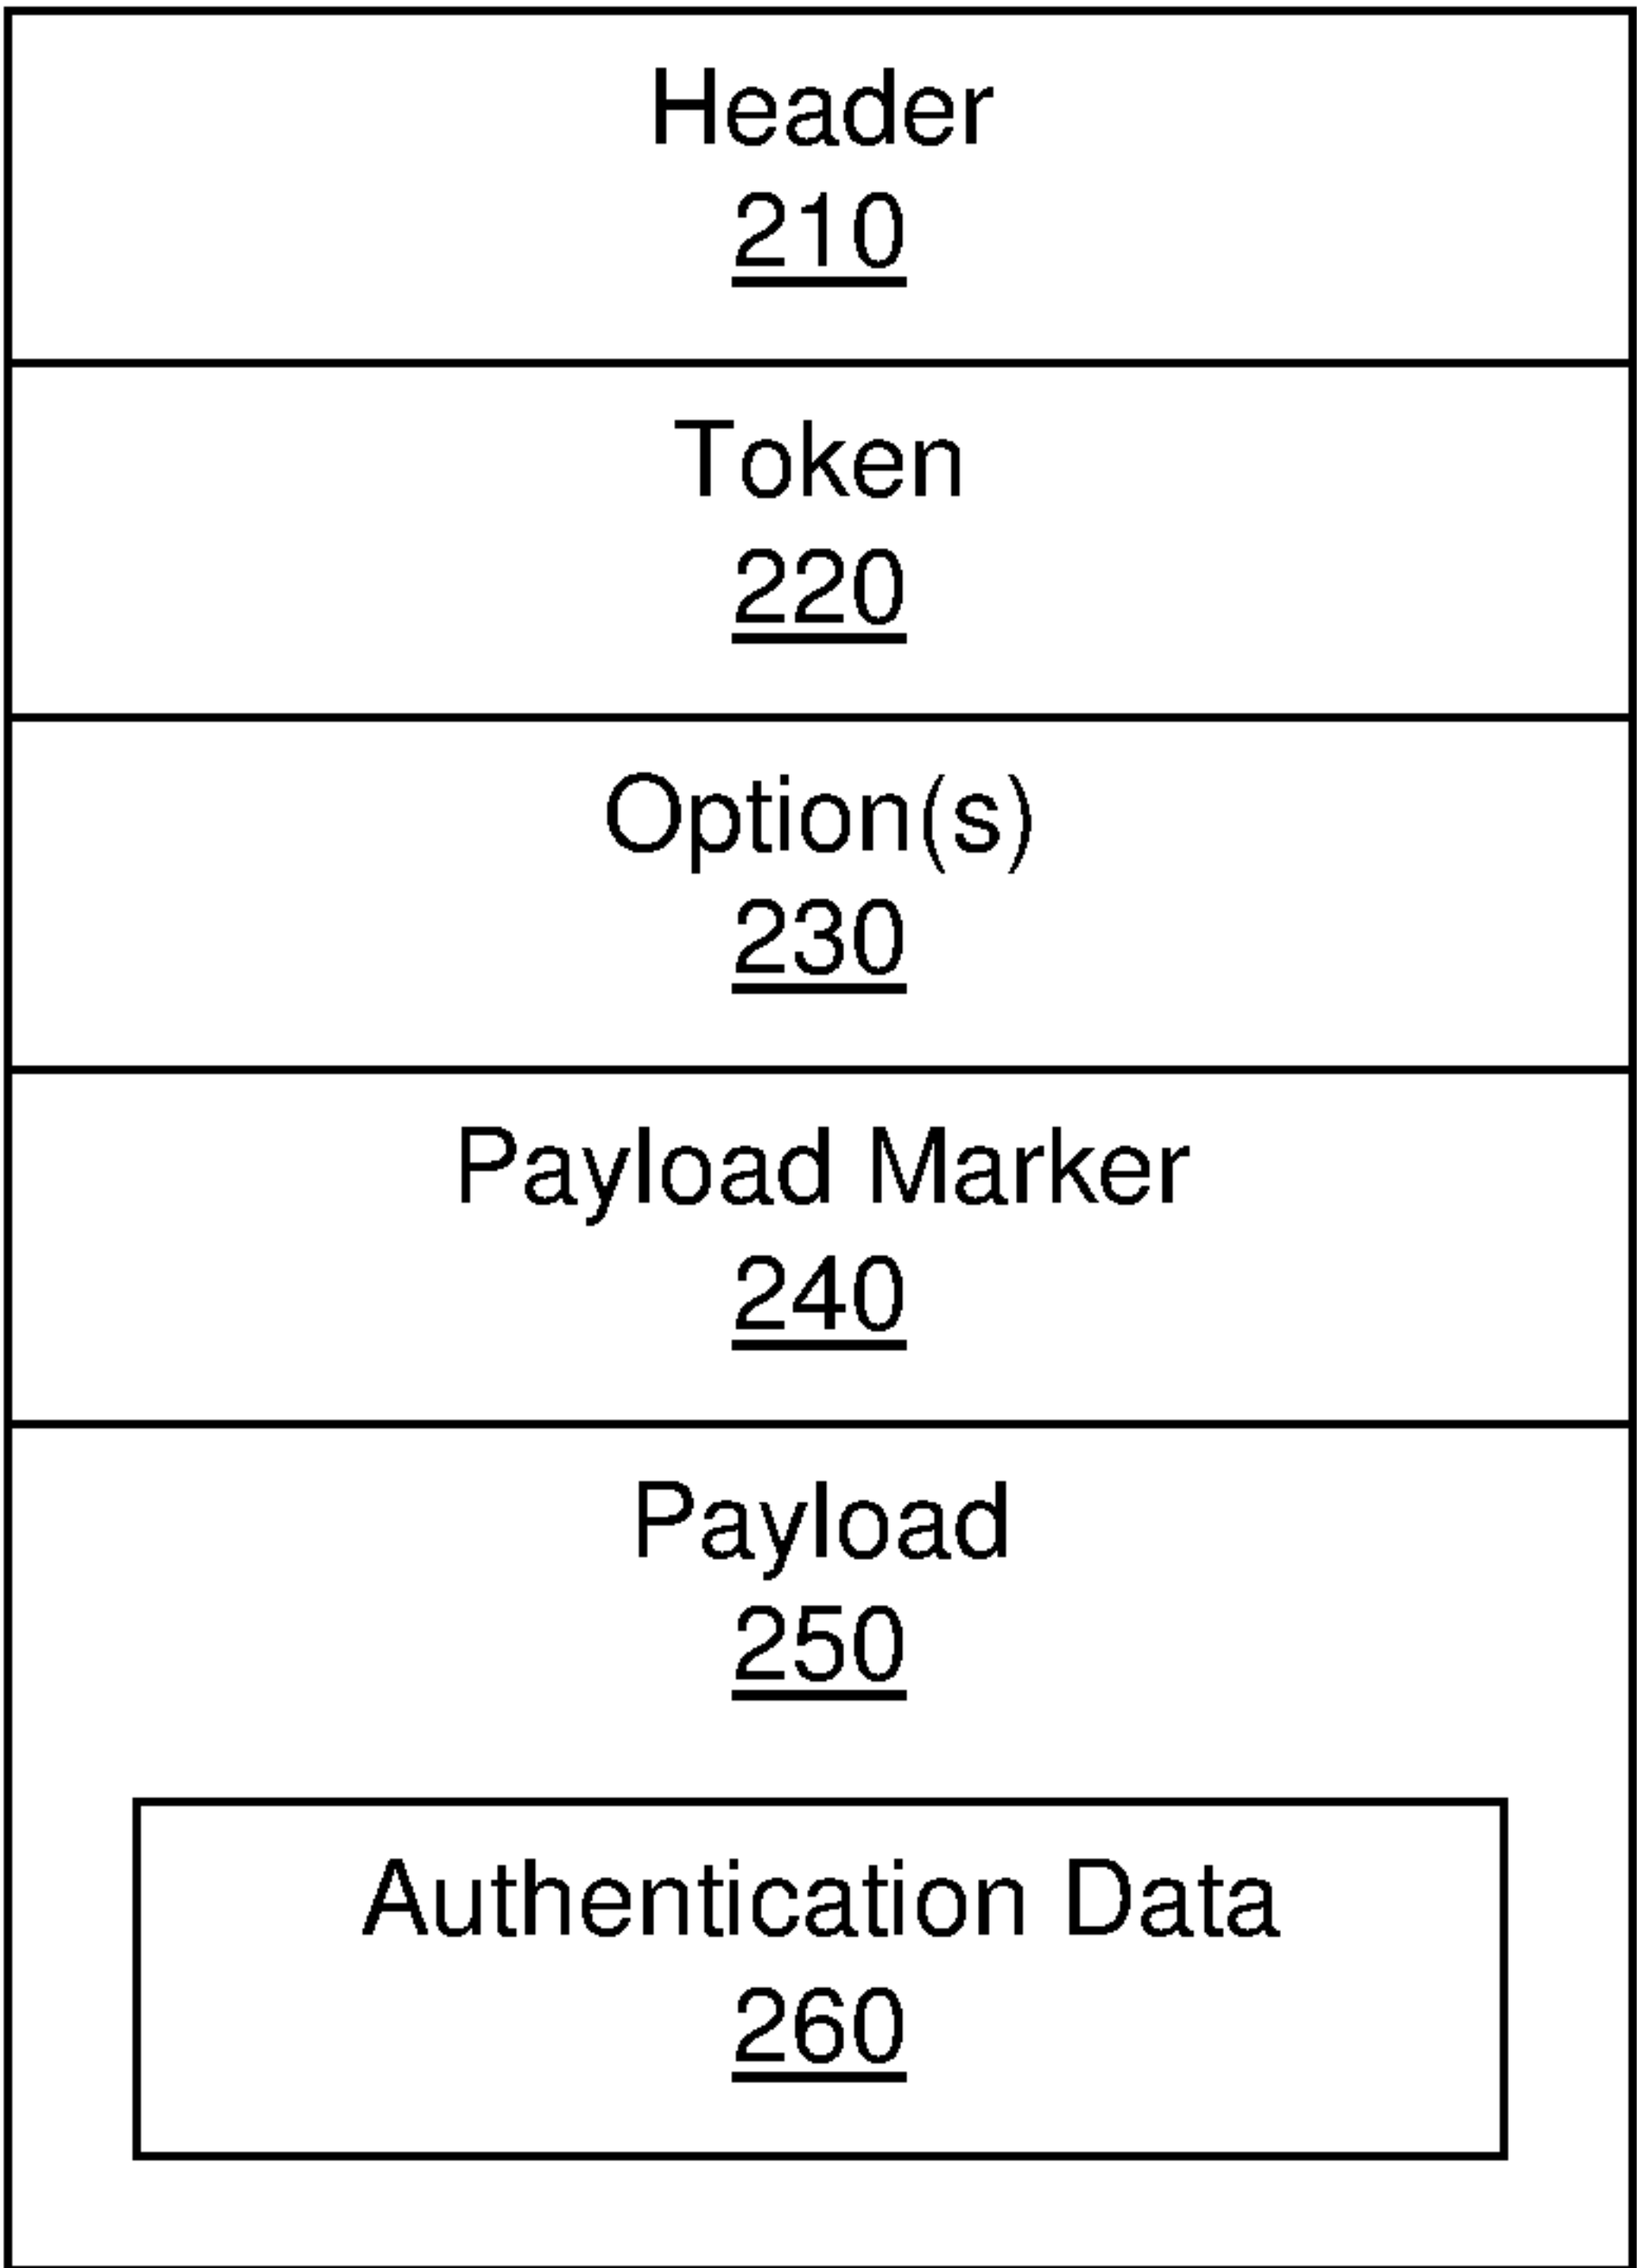 Header
210
Token
220
Option(s)
230
Payload Marker
240
Payload
250
Authentication Data
260